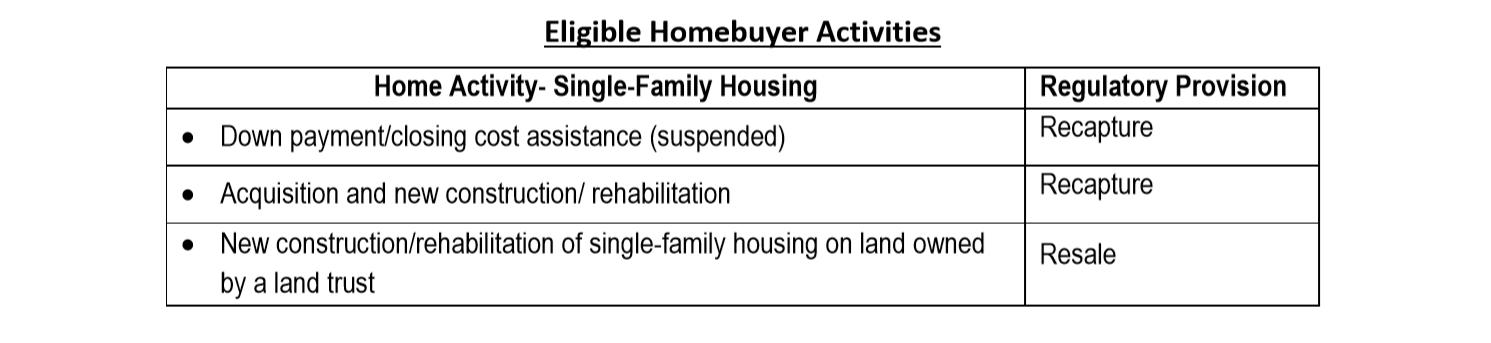 Eligible Homebuyer Activities
Home Activity- Single-Family Housing Regulatory Provision
• Down payment/closing cost assistance (suspended) Recapture
• Acquisition and new construction/ rehabilitation Recapture
• New construction/rehabilitation of single-family housing on land owned
by a land trust Resale